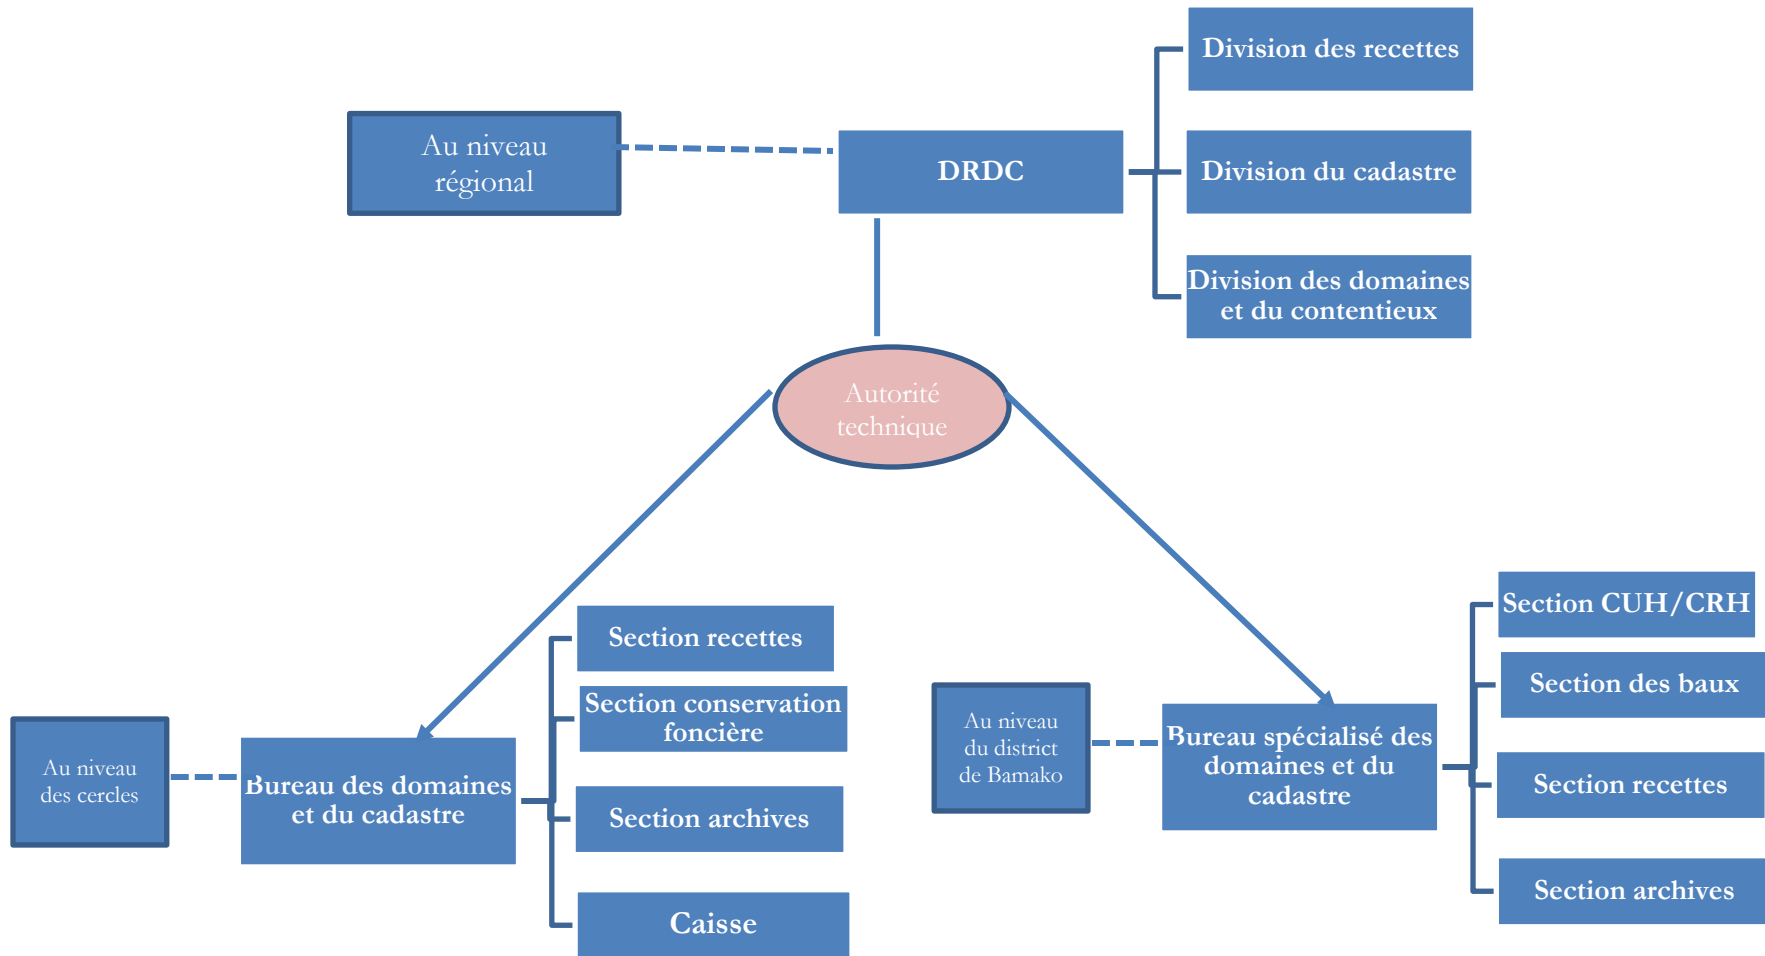 Division des recettes
Au niveau
régional
DRDC
Division du cadastre
Division des domaines
et du contentieux
Autorité
technique
Section recettes
Section conservation
foncière
Au niveau
des cercles
Bureau des domaines
et du cadastre
Section archives
Caisse
Section CUH/CRH
Section des baux
Au niveau
du district
de Bamako
Bureau spécialisé des
domaines et du
cadastre
Section recettes
Section archives